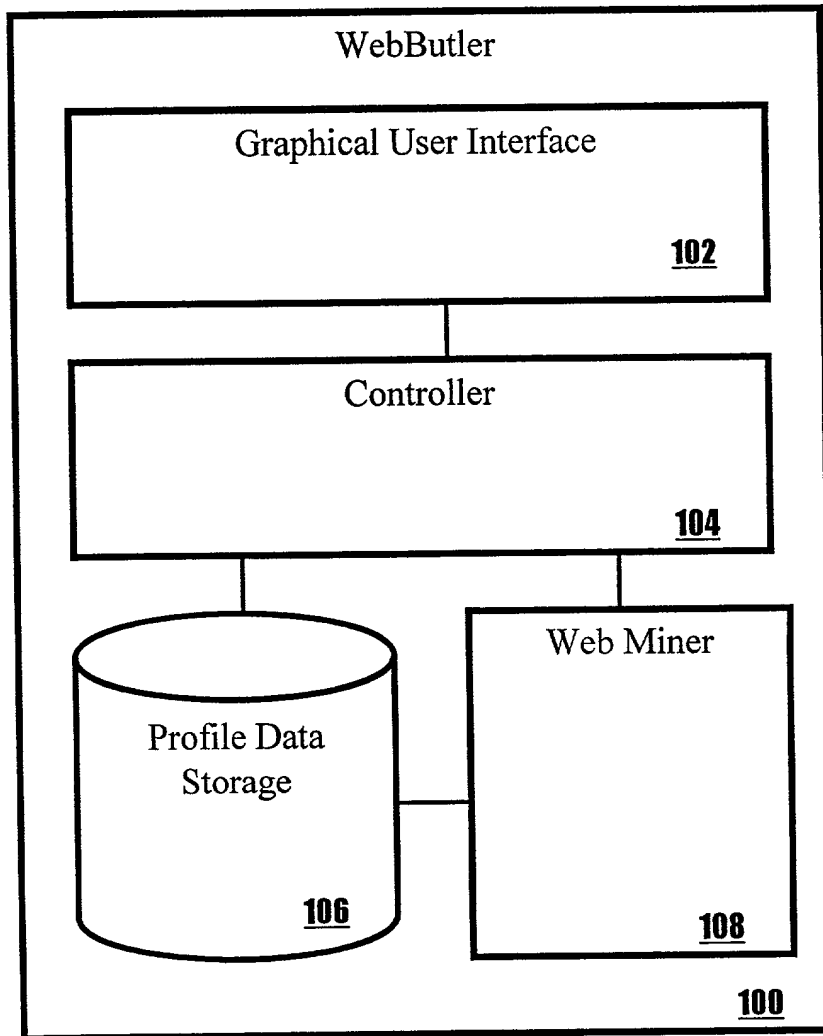 WebButler
Graphical User Interface
102
Controller
104
Web Miner
Profile Data
Storage
106
108
100